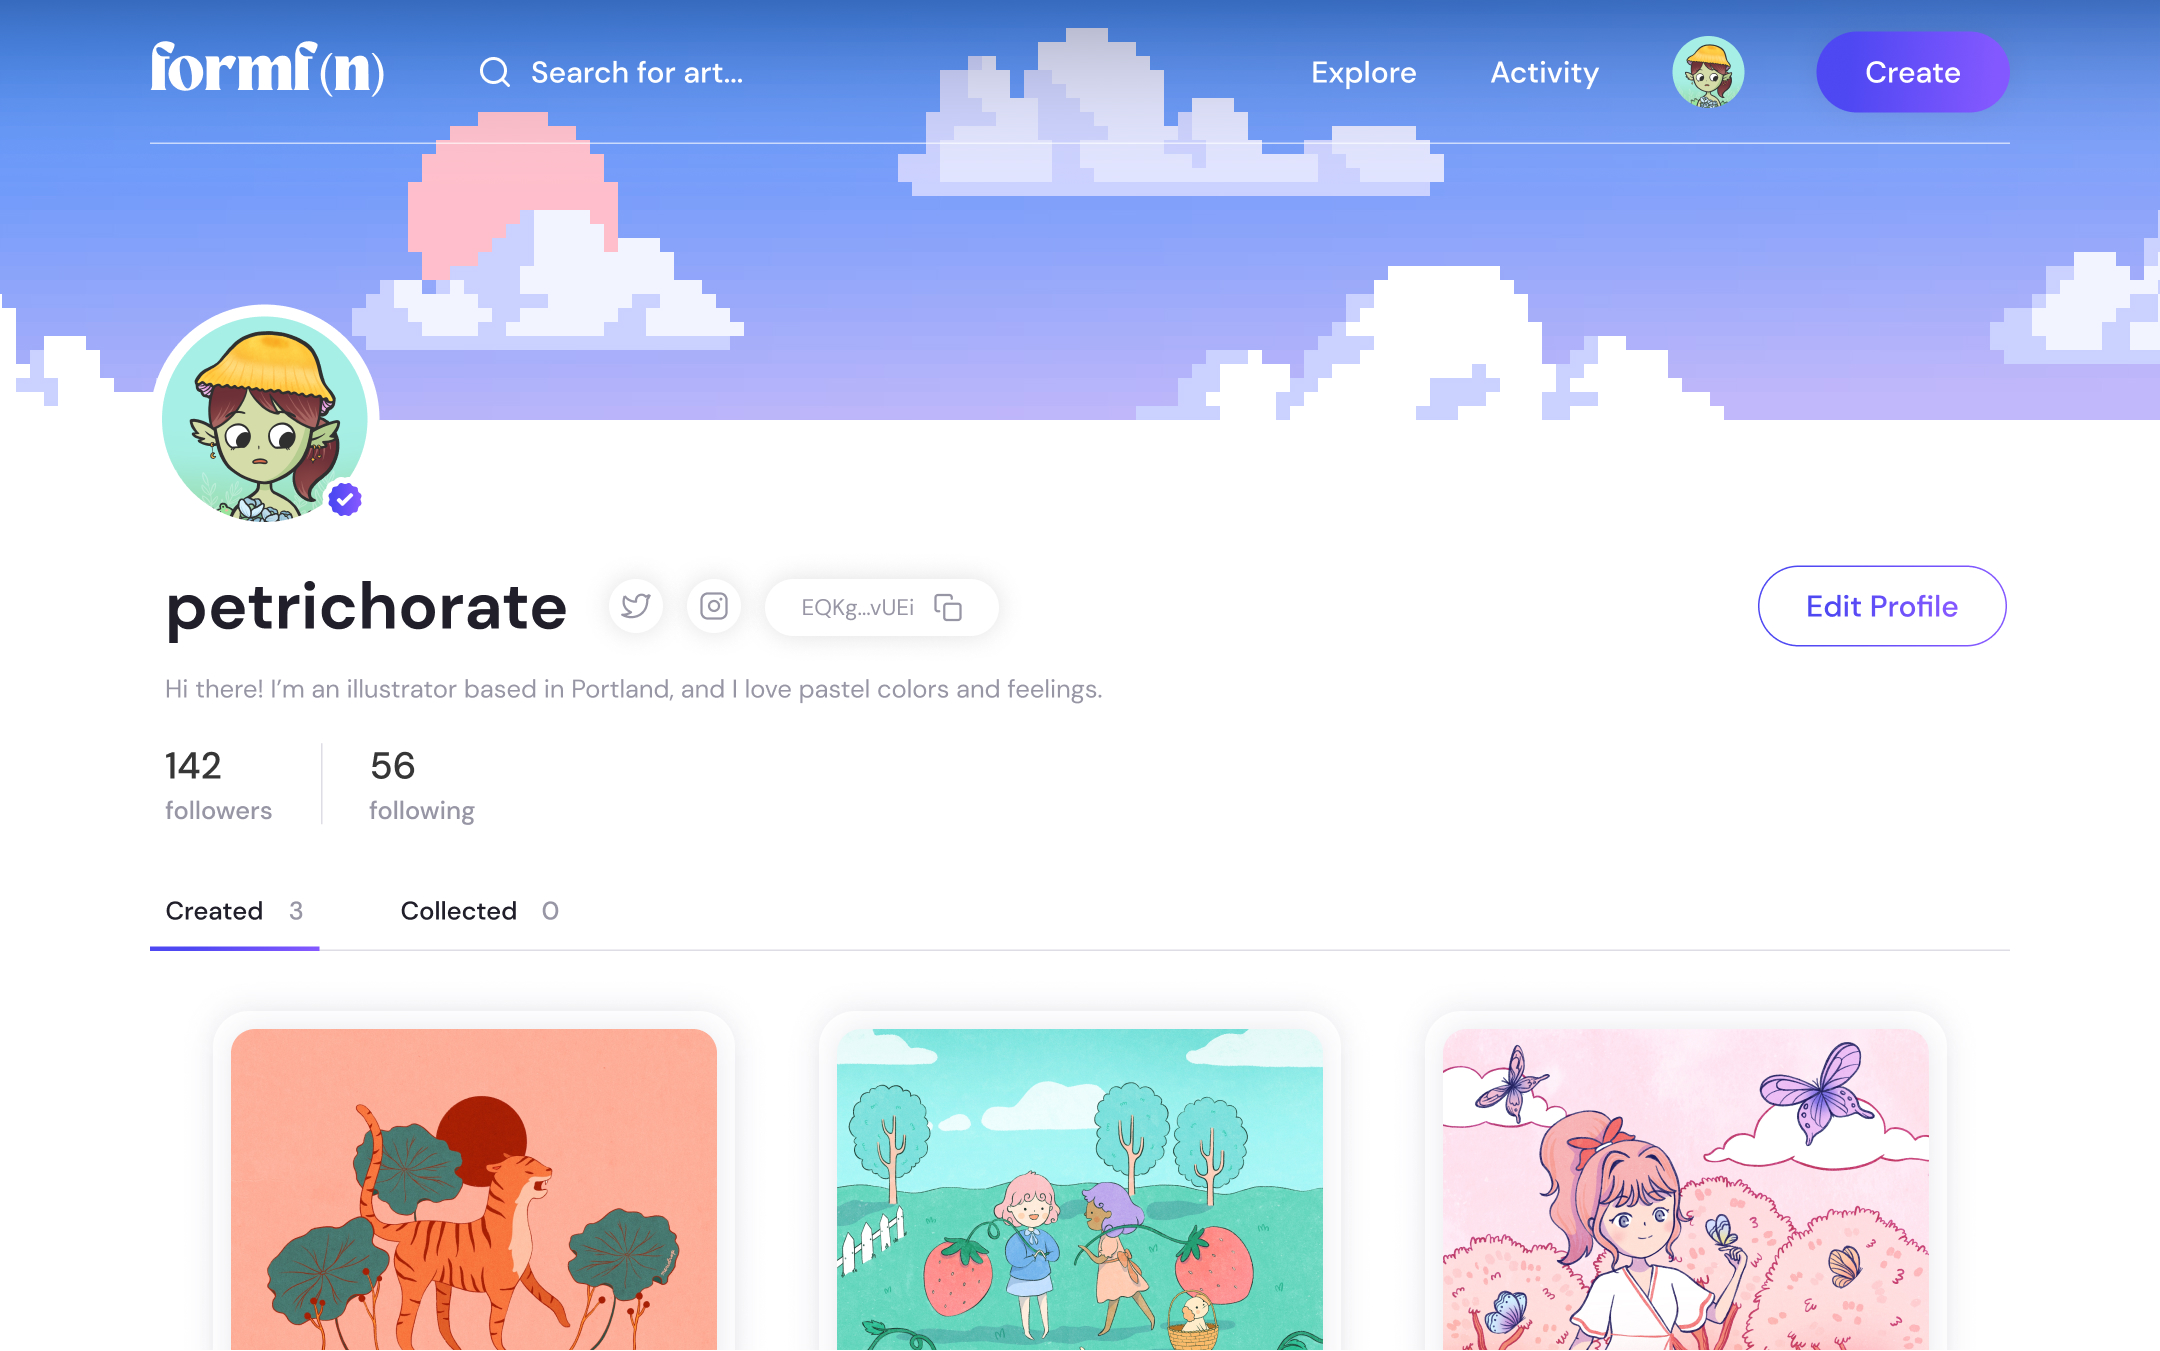 formf(n)
Search for art...
Explore
Activity
Create
petrichorate
EQKg...vUEi
Edit Profile
Hi there! I’m an illustrator based in Portland, and I love pastel colors and feelings.
142
followers
56
following
Created 3
Collected 0